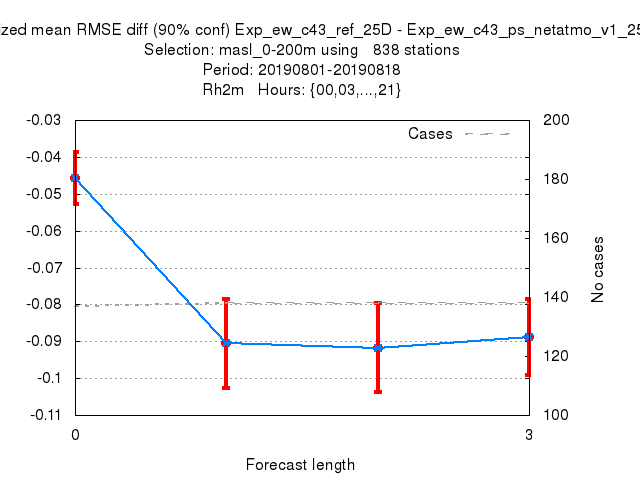 ized mean RMSE diff (90% conf) Exp_ew_c43_ref_25D - Exp_ew_c43_ps_netatmo_v1_25
Selection: masl_0-200m using 838 stations
Period: 20190801-20190818
Rh2m Hours: {00,03,...,21}
-0.03 200
Cases
-0.04
-0.05 180
-0.06 160
-0.07
-0.08 140
-0.09 120
-0.1
-0.11 100
No cases
0 3
Forecast length